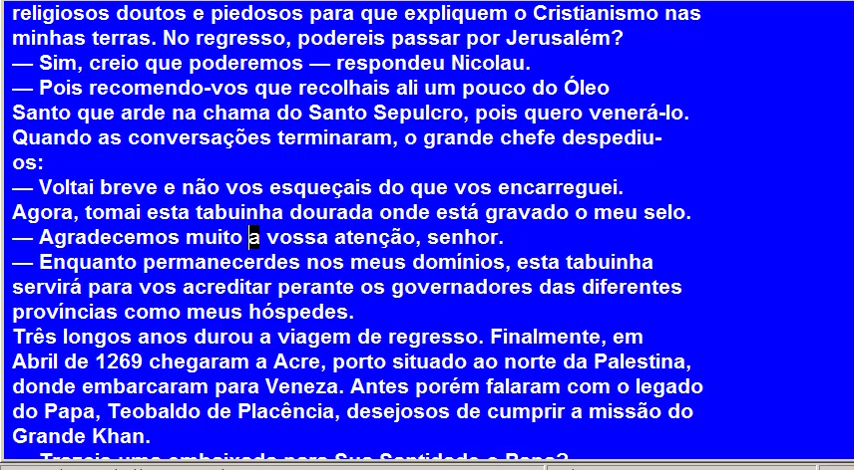 religiosos doutos e piedosos para que expliquem o Cristianismo nas
minhas terras. No regresso, podereis passar por Jerusalém?
— Sim, creio que poderemos — respondeu Nicolau.
— Pois recomendo-vos que recolhais ali um pouco do Óleo
Santo que arde na chama do Santo Sepulcro, pois quero venerá-lo.
Quando as conversações terminaram, o grande chefe despediu-
os:
— Voltai breve e não vos esqueçais do que vos encarreguei.
Agora, tomai esta tabuinha dourada onde está gravado o meu selo.
— Agradecemos muito a vossa atenção, senhor.
— Enquanto permanecerdes nos meus domínios, esta tabuinha
servirá para vos acreditar perante os governadores das diferentes
províncias como meus hóspedes.
Três longos anos durou a viagem de regresso. Finalmente, em
Abril de 1269 chegaram a Acre, porto situado ao norte da Palestina,
donde embarcaram para Veneza. Antes porém falaram com o legado
do Papa, Teobaldo de Placência, desejosos de cumprir a missão do
Grande Khan.
— Trazeis uma embaixada para Sua Santidade o Papa?